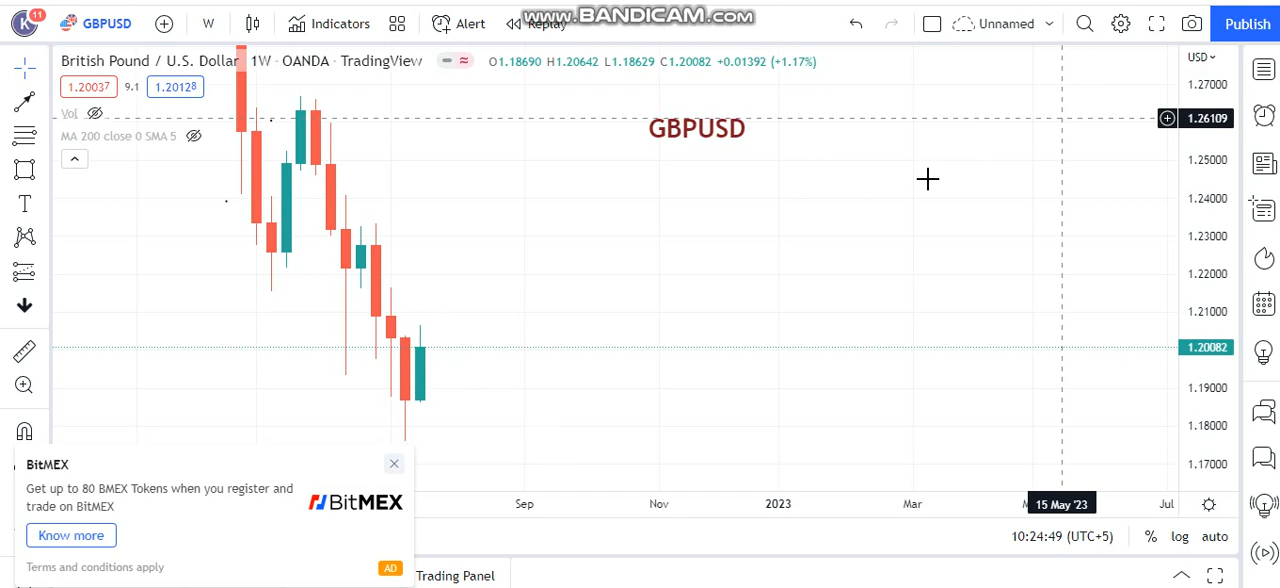 www.BANDICAM.com
K 11 GBPUSD W Indicators Alert Replay Unnamed Publish
British Pound / U.S. Dollar 1W · OANDA · TradingView O1.18690 H1.20642 L1.18629 C1.20082 +0.01392 (+1.17%) USD
1.20037 9.1 1.20128
1.27000
Vol
1.26109
GBPUSD
MA 200 close 0 SMA 5
1.25000
1.24000
T
1.23000
1.22000
1.21000
1.20082
1.19000
1.18000
1.17000
BitMEX
Get up to 80 BMEX Tokens when you register and
trade on BitMEX
BitMEX
Know more
Terms and conditions apply
AD
Sep Nov 2023 Mar 15 May '23 Jul
10:24:49 (UTC+5) % log auto
Trading Panel